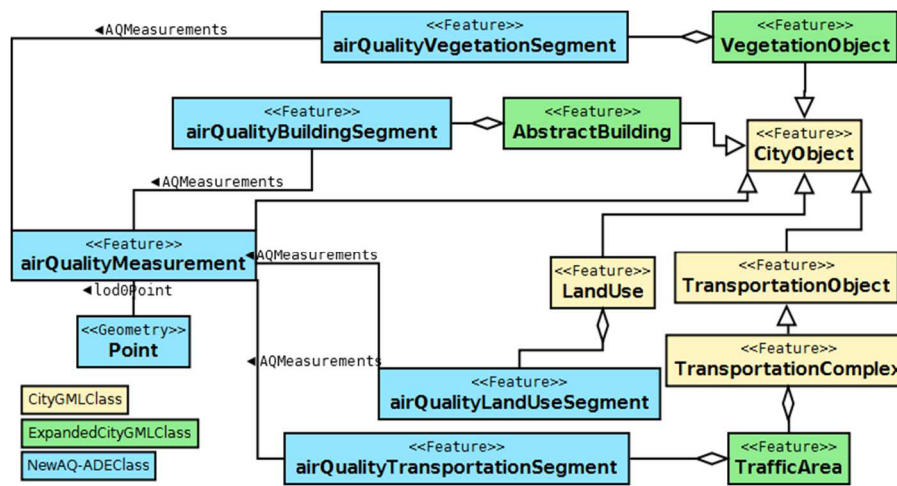 ◄AQMeasurements
<<Feature>>
airQualityVegetationSegment
<<Feature>>
VegetationObject
<<Feature>>
airQualityBuildingSegment
<<Feature>>
AbstractBuilding
<<Feature>>
CityObject
◄AQMeasurements
<<Feature>>
airQualityMeasurement
◄AQMeasurements
<<Feature>>
LandUse
<<Feature>>
TransportationObject
◄lod0Point
<<Geometry>>
Point
<<Feature>>
TransportationComplex
◄AQMeasurements
<<Feature>>
airQualityLandUseSegment
CityGMLClass
ExpandedCityGMLClass
NewAQ-ADEClass
<<Feature>>
airQualityTransportationSegment
<<Feature>>
TrafficArea